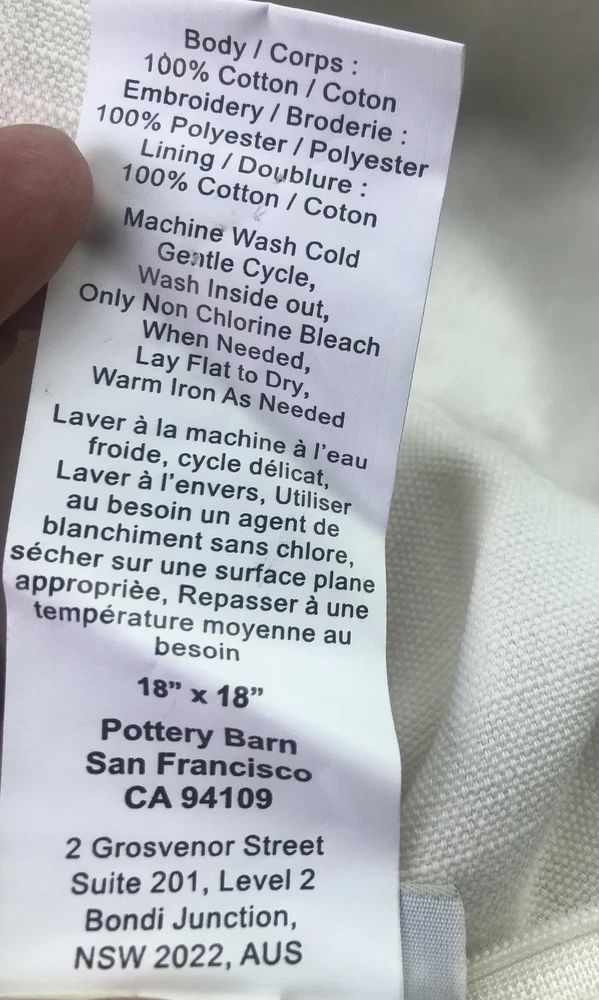 Body / Corps :
100% Cotton / Coton
Embroidery / Broderie :
100% Polyester / Polyester
Lining / Doublure :
100% Cotton / Coton
Machine Wash Cold
Gentle Cycle,
Wash Inside out,
Only Non Chlorine Bleach
When Needed,
Lay Flat to Dry,
Warm Iron As Needed
Laver à la machine à l'eau
froide, cycle délicat,
Laver à l'envers, Utiliser
au besoin un agent de
blanchiment sans chlore,
sécher sur une surface plane
approprièe, Repasser à une
température moyenne au
besoin
18” x 18”
Pottery Barn
San Francisco
CA 94109
2 Grosvenor Street
Suite 201, Level 2
Bondi Junction,
NSW 2022, AUS